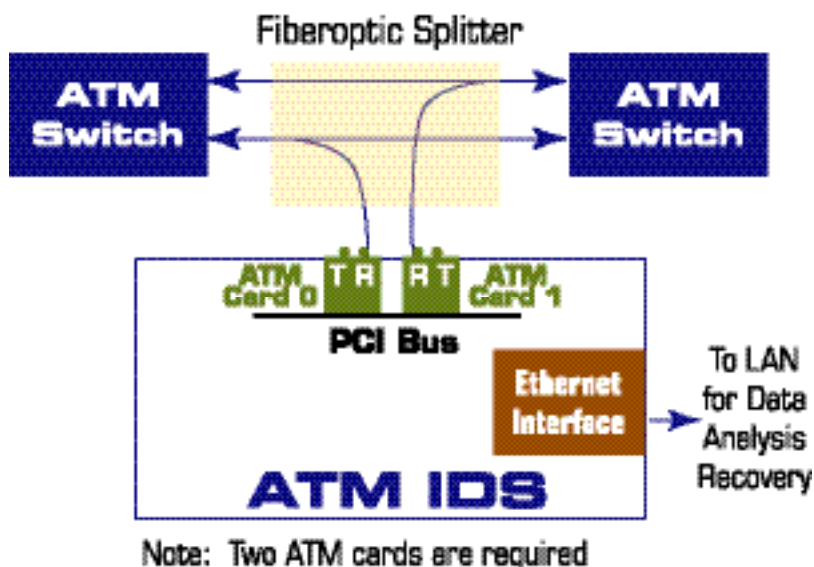 Fiberoptic Splitter
ATM
Switch
ATM
Switch
ATM
Card 0
T R
R T
ATM
Card 1
PCI Bus
Ethernet
Interface
To LAN
for Data
Analysis
Recovery
ATM IDS
Note: Two ATM cards are required